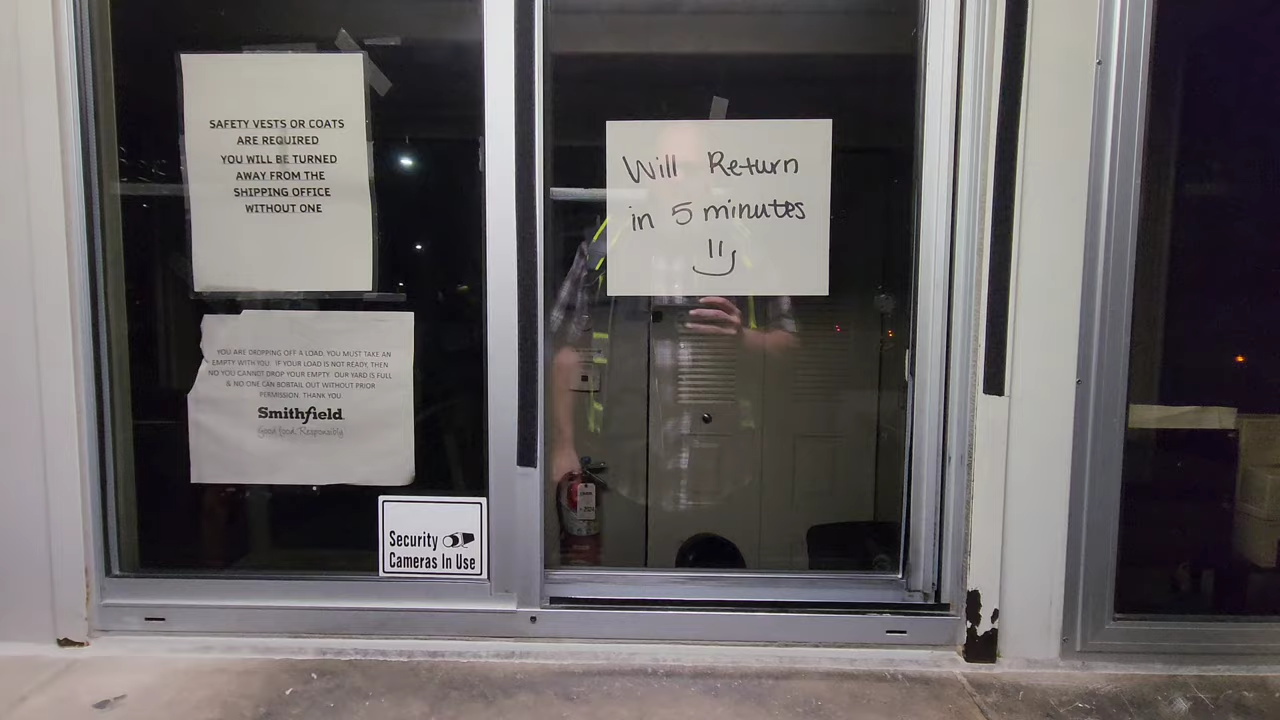 SAFETY VESTS OR COATS
ARE REQUIRED
YOU WILL BE TURNED
AWAY FROM THE
SHIPPING OFFICE
WITHOUT ONE
YOU ARE DROPPING OFF A LOAD, YOU MUST TAKE AN
EMPTY WITH YOU. IF YOUR LOAD IS NOT READY, THEN
NO YOU CANNOT DROP YOUR EMPTY. OUR YARD IS FULL
& NO ONE CAN BOBTAIL OUT WITHOUT PRIOR
PERMISSION. THANK YOU
Smithfield
Good food. Responsibly.
Security
Cameras In Use
Will Return
in 5 minutes